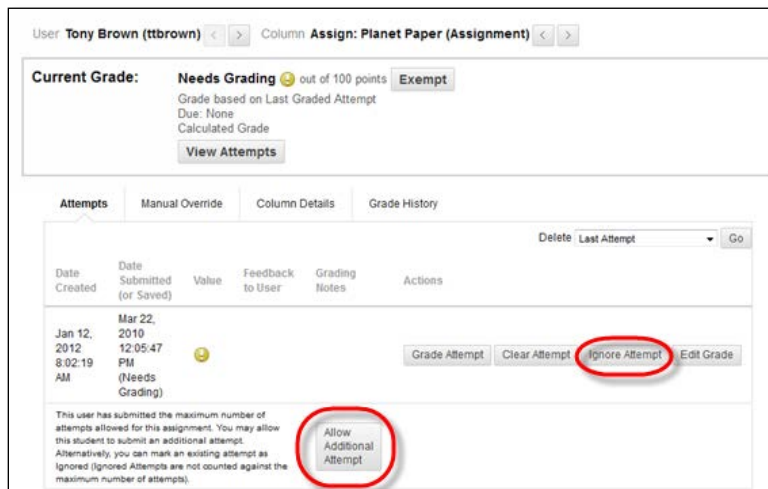 User Tony Brown (ttbrown) < > Column Assign: Planet Paper (Assignment) < >
Current Grade: Needs Grading out of 100 points Exempt
Grade based on Last Graded Attempt
Due: None
Calculated Grade
View Attempts
Attempts Manual Override Column Details Grade History
Delete Last Attempt Go
Date Created
Date Submitted (or Saved)
Value
Feedback to User
Grading Notes
Actions
Jan 12,
2012
8:02:19
AM
Mar 22,
2010
12:05:47
PM
(Needs
Grading)
Grade Attempt Clear Attempt Ignore Attempt Edit Grade
This user has submitted the maximum number of
attempts allowed for this assignment. You may allow
this student to submit an additional attempt.
Alternatively, you can mark an existing attempt as
Ignored (Ignored Attempts are not counted against the
maximum number of attempts).
Allow
Additional
Attempt